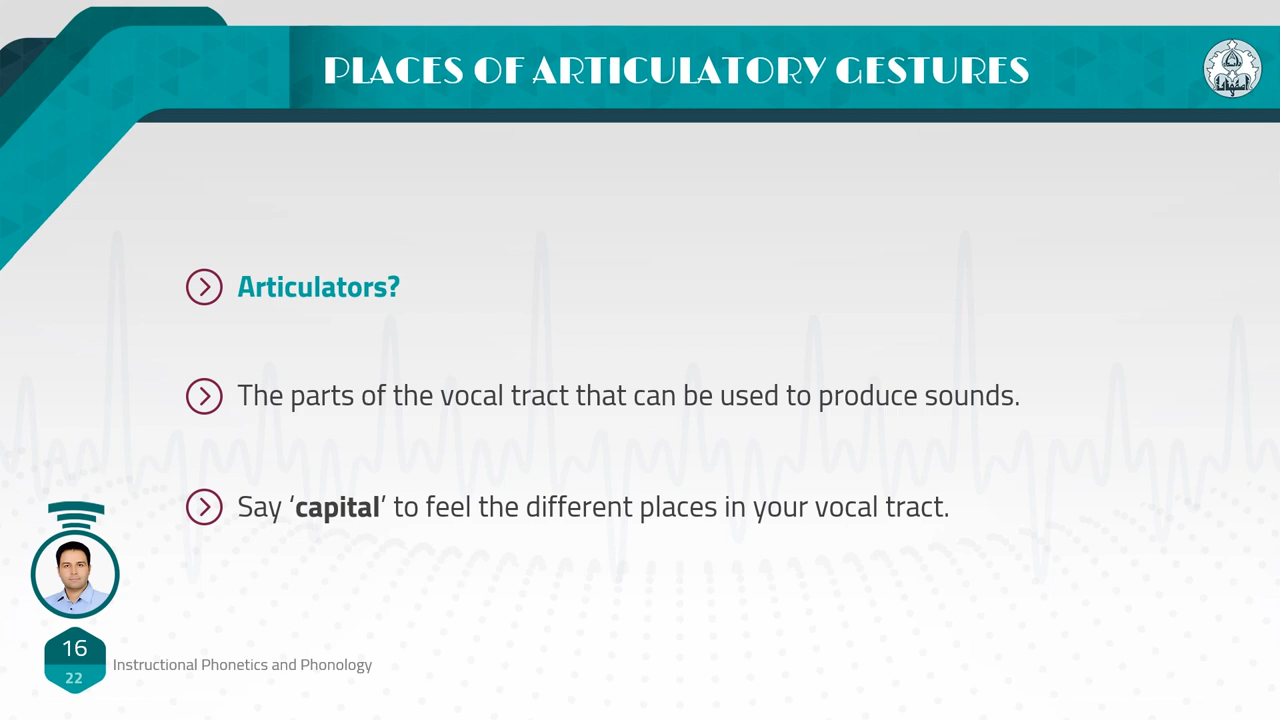 PLACES OF ARTICULATORY GESTURES
Articulators?
The parts of the vocal tract that can be used to produce sounds.
Say ‘capital’ to feel the different places in your vocal tract.
16
22
Instructional Phonetics and Phonology